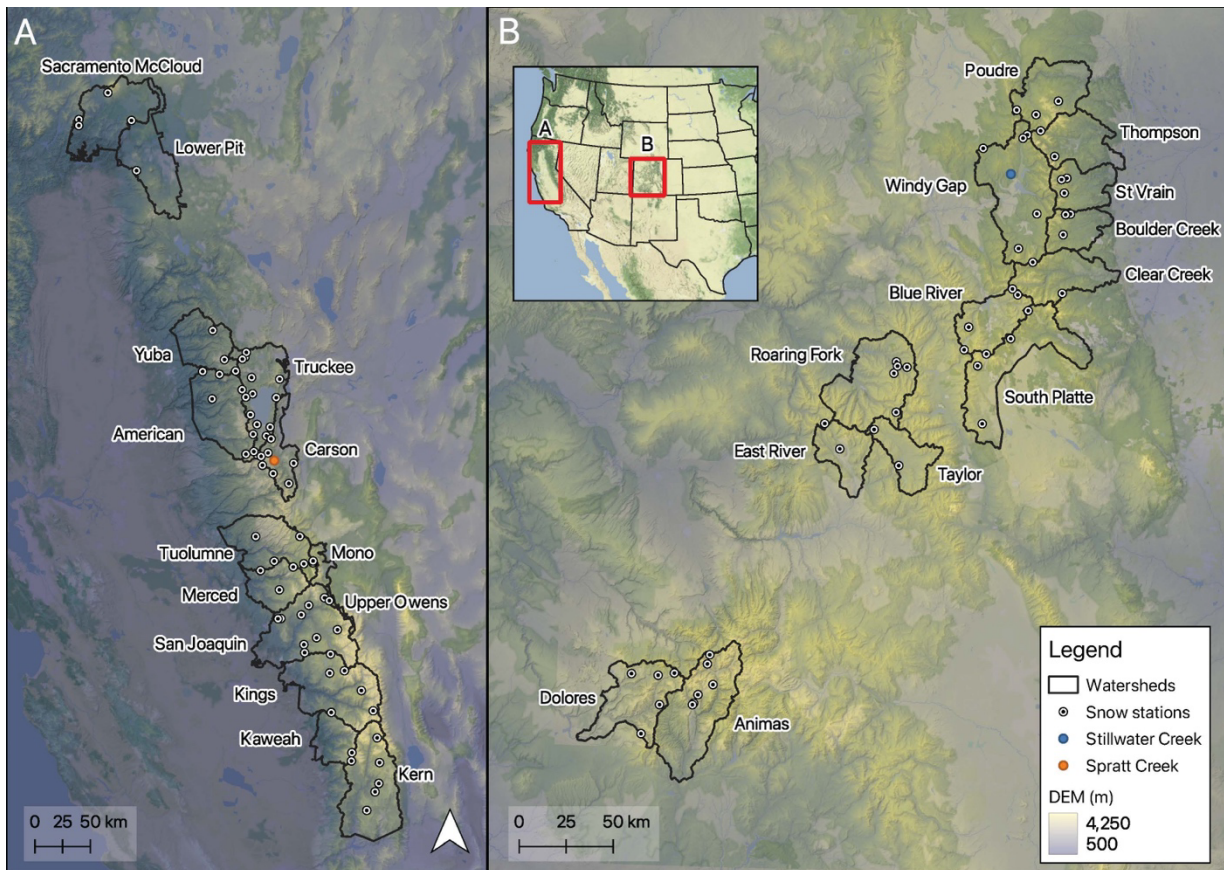 A
Sacramento McCloud
Lower Pit
Yuba
Truckee
American
Carson
Tuolumne
Mono
Merced
Upper Owens
San Joaquin
Kings
Kaweah
Kern
0 25 50 km
B
A
B
Poudre
Thompson
Windy Gap
St Vrain
Boulder Creek
Clear Creek
Blue River
Roaring Fork
South Platte
East River
Taylor
Dolores
Animas
0 25 50 km
Legend
Watersheds
Snow stations
Stillwater Creek
Spratt Creek
DEM (m)
4,250
500